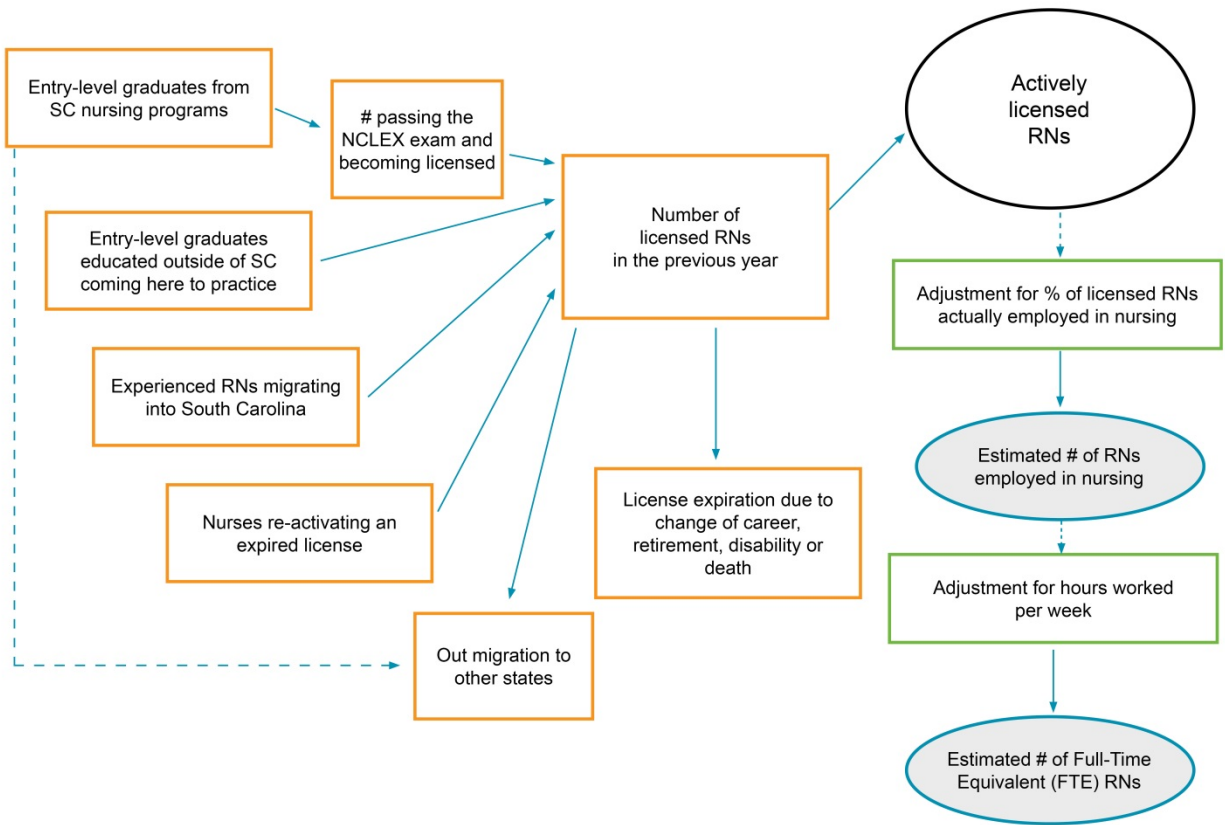 Entry-level graduates from
SC nursing programs
# passing the
NCLEX exam and
becoming licensed
Entry-level graduates
educated outside of SC
coming here to practice
Experienced RNs migrating
into South Carolina
Nurses re-activating an
expired license
Out migration to
other states
Number of
licensed RNs
in the previous year
License expiration due to
change of career,
retirement, disability or
death
Actively
licensed
RNs
Adjustment for % of licensed RNs
actually employed in nursing
Estimated # of RNs
employed in nursing
Adjustment for hours worked
per week
Estimated # of Full-Time
Equivalent (FTE) RNs